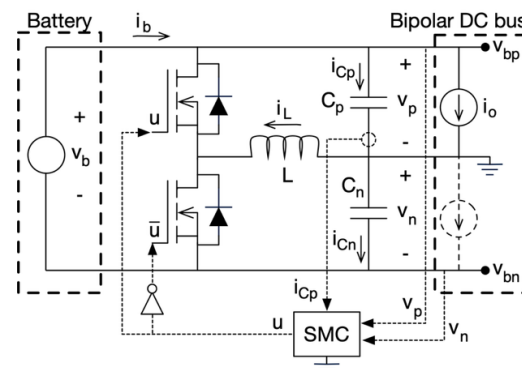 Battery
i_b
Bipolar DC bus
v_bp
i_Cp
+
i_o
u
i_L
C_p
v_p
+
v_b
-
L
-
C_n
+
ū
v_n
i_Cn
-
v_bn
i_Cp
v_p
u
SMC
v_n